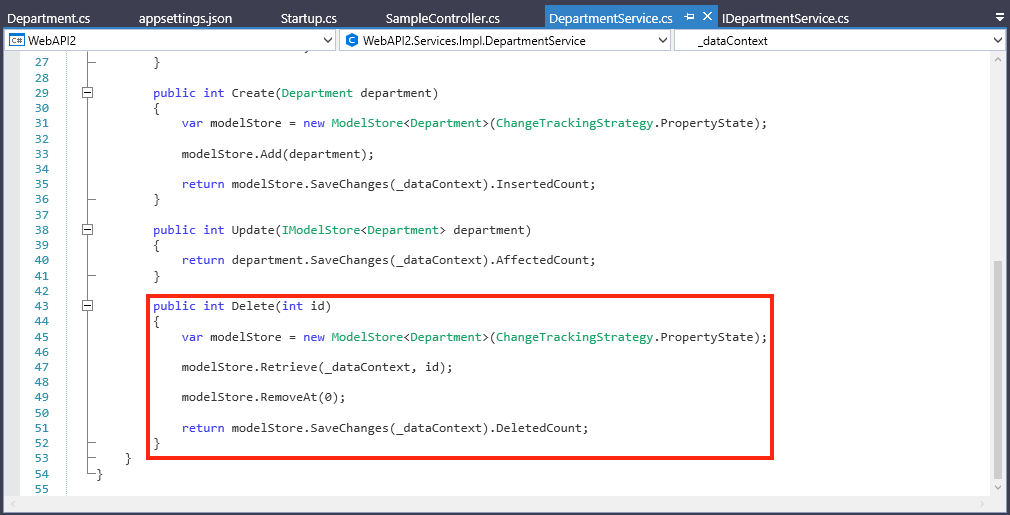 Department.cs appsettings.json Startup.cs SampleController.cs DepartmentService.cs IDepartmentService.cs
C# WebAPI2 WebAPI2.Services.Impl.DepartmentService _dataContext
27 }
28
29 public int Create(Department department)
30 {
31 var modelStore = new ModelStore<Department>(ChangeTrackingStrategy.PropertyState);
32
33 modelStore.Add(department);
34
35 return modelStore.SaveChanges(_dataContext).InsertedCount;
36 }
37
38 public int Update(IModelStore<Department> department)
39 {
40 return department.SaveChanges(_dataContext).AffectedCount;
41 }
42
43 public int Delete(int id)
44 {
45 var modelStore = new ModelStore<Department>(ChangeTrackingStrategy.PropertyState);
46
47 modelStore.Retrieve(_dataContext, id);
48
49 modelStore.RemoveAt(0);
50
51 return modelStore.SaveChanges(_dataContext).DeletedCount;
52 }
53 }
54 }
55